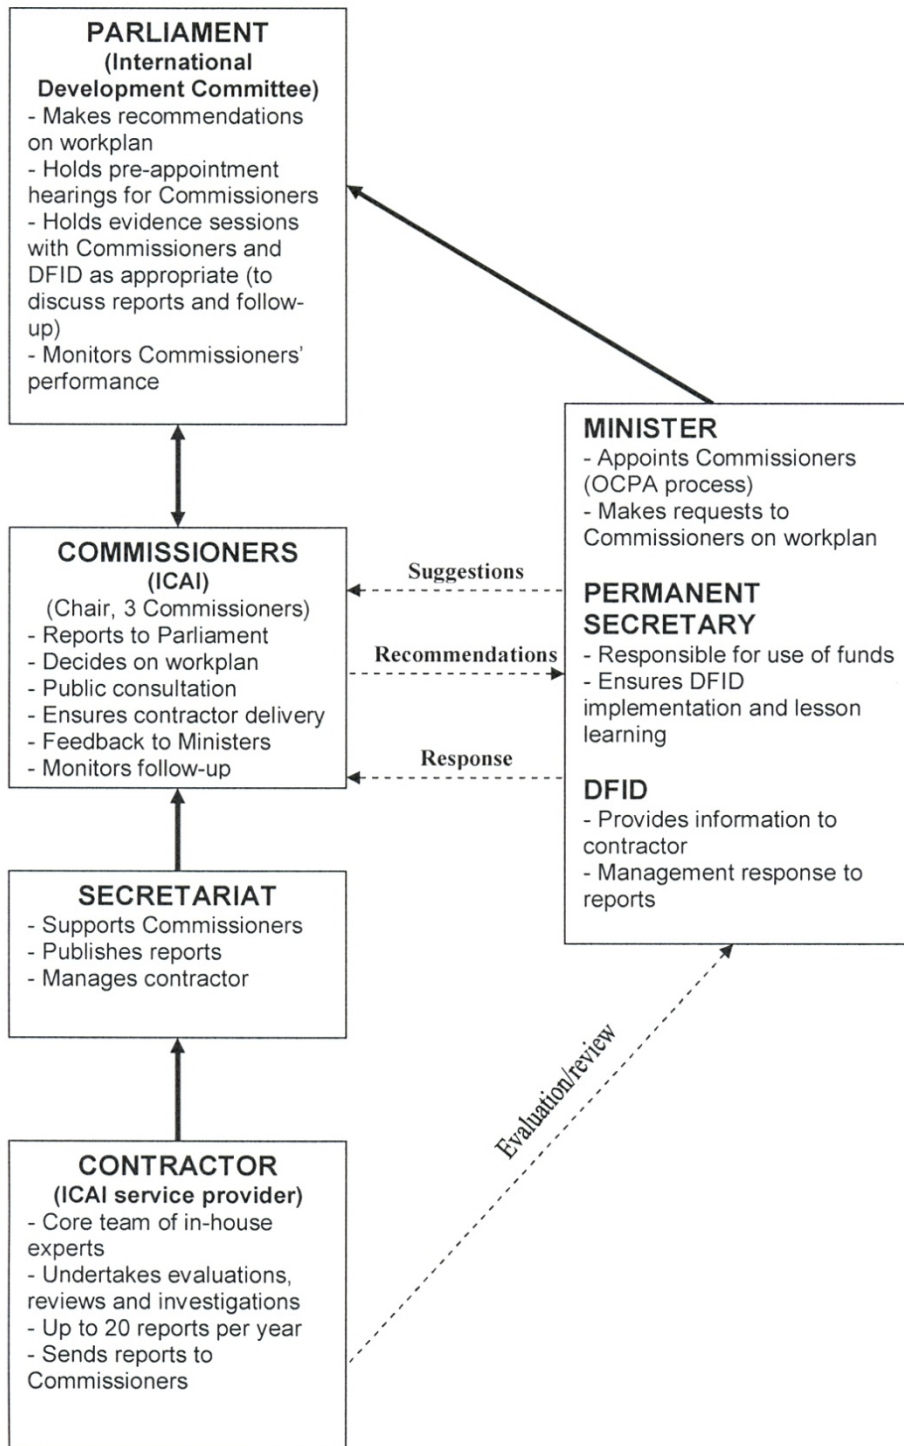 PARLIAMENT
(International
Development Committee)
- Makes recommendations
on workplan
- Holds pre-appointment
hearings for Commissioners
- Holds evidence sessions
with Commissioners and
DFID as appropriate (to
discuss reports and follow-
up)
- Monitors Commissioners'
performance
COMMISSIONERS
(ICAI)
(Chair, 3 Commissioners)
- Reports to Parliament
- Decides on workplan
- Public consultation
- Ensures contractor delivery
- Feedback to Ministers
- Monitors follow-up
Suggestions
Recommendations
Response
MINISTER
- Appoints Commissioners
(OCPA process)
- Makes requests to
Commissioners on workplan
PERMANENT
SECRETARY
- Responsible for use of funds
- Ensures DFID
implementation and lesson
learning
DFID
- Provides information to
contractor
- Management response to
reports
SECRETARIAT
- Supports Commissioners
- Publishes reports
- Manages contractor
Evaluation/review
CONTRACTOR
(ICAI service provider)
- Core team of in-house
experts
- Undertakes evaluations,
reviews and investigations
- Up to 20 reports per year
- Sends reports to
Commissioners